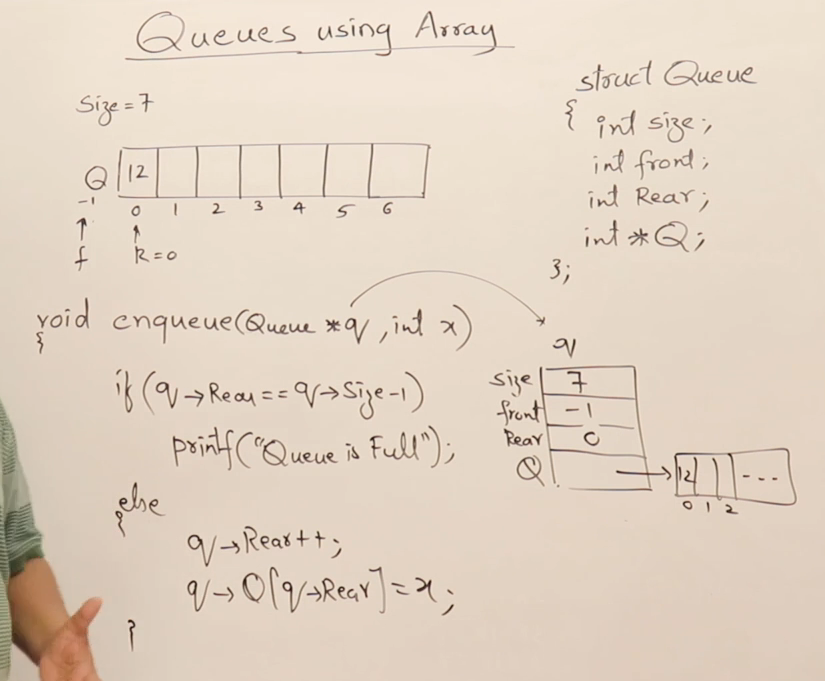 Queues using Array
Size = 7
Q 12
-1 0 1 2 3 4 5 6
f R=0
struct Queue
{ int size;
int front;
int Rear;
int *Q;
};
void enqueue(Queue *q, int x)
{
if (q→Rear == q→Size-1)
printf("Queue is Full");
else
{
q→Rear++;
q→Q[q→Rear] = x;
}
q
size 7
front -1
Rear 0
Q 12 ---
0 1 2